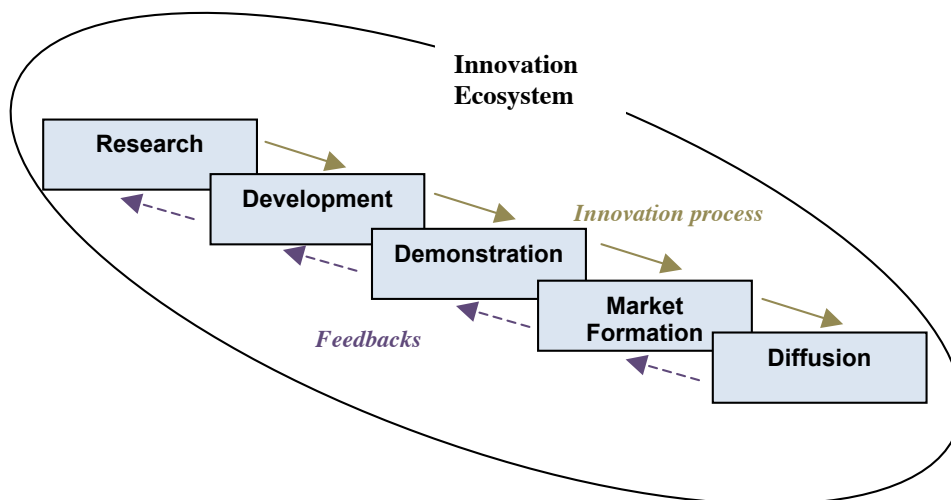 Innovation
Ecosystem
Research
Development
Innovation process
Demonstration
Market
Formation
Feedbacks
Diffusion